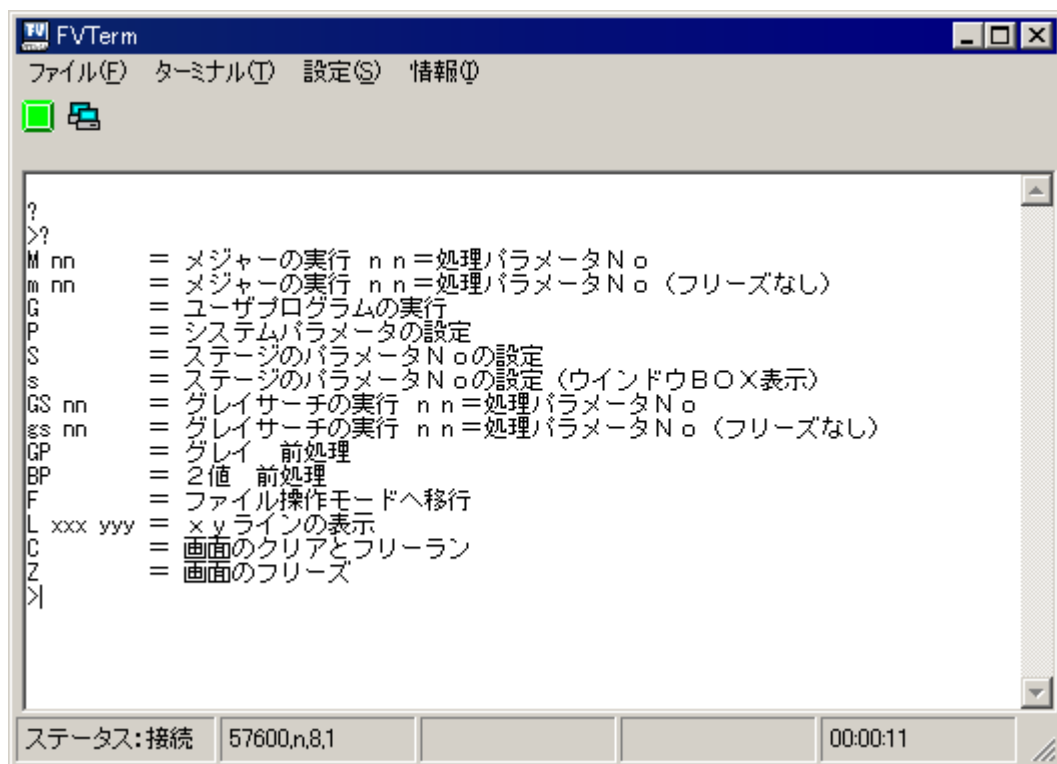 FVTerm
ファイル(F) ターミナル(T) 設定(S) 情報(I)
?
>?
M nn = メジャーの実行 ｎｎ＝処理パラメータＮｏ
m nn = メジャーの実行 ｎｎ＝処理パラメータＮｏ（フリーズなし）
G = ユーザプログラムの実行
P = システムパラメータの設定
S = ステージのパラメータＮｏの設定
s = ステージのパラメータＮｏの設定（ウインドウＢＯＸ表示）
GS nn = グレイサーチの実行 ｎｎ＝処理パラメータＮｏ
gs nn = グレイサーチの実行 ｎｎ＝処理パラメータＮｏ（フリーズなし）
GP = グレイ　前処理
BP = ２値　前処理
F = ファイル操作モードへ移行
L xxx yyy = ｘｙラインの表示
C = 画面のクリアとフリーラン
Z = 画面のフリーズ
>
ステータス:接続 57600,n,8,1 00:00:11